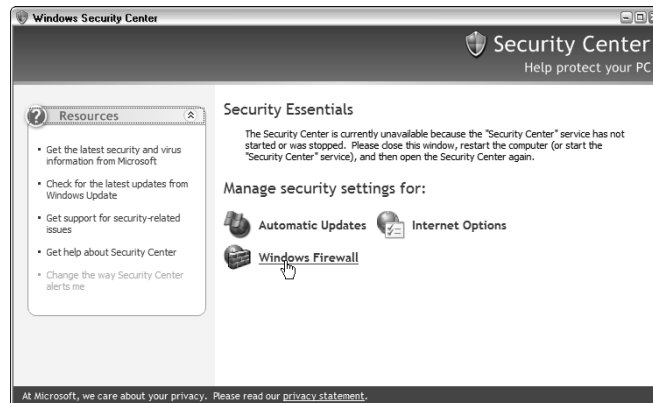 Windows Security Center
Security Center
Help protect your PC
Resources
Get the latest security and virus
information from Microsoft
Check for the latest updates from
Windows Update
Get support for security-related
issues
Get help about Security Center
Change the way Security Center
alerts me
Security Essentials
The Security Center is currently unavailable because the "Security Center" service has not
started or was stopped. Please close this window, restart the computer (or start the
"Security Center" service), and then open the Security Center again.
Manage security settings for:
Automatic Updates
Internet Options
Windows Firewall
At Microsoft, we care about your privacy. Please read our privacy statement.